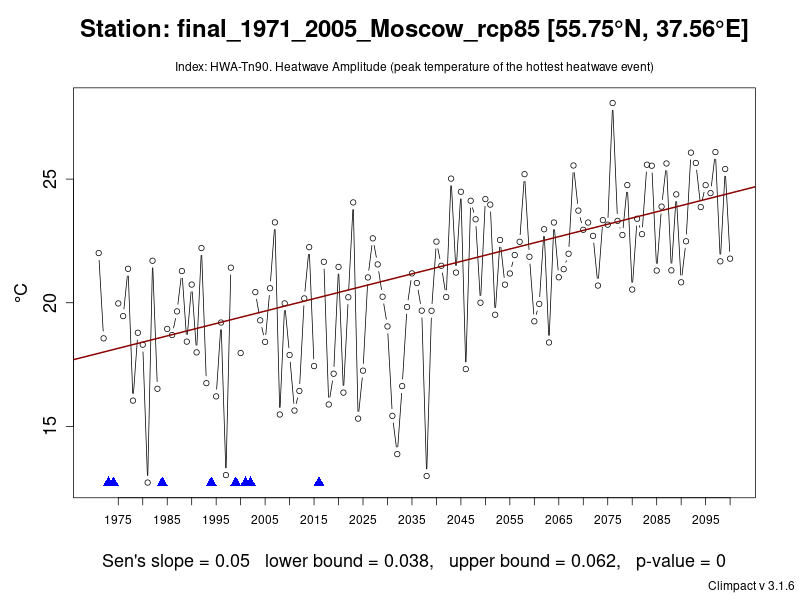 Station: final_1971_2005_Moscow_rcp85 [55.75°N, 37.56°E]
Index: HWA-Tn90. Heatwave Amplitude (peak temperature of the hottest heatwave event)
25
20
15
°C
1975 1985 1995 2005 2015 2025 2035 2045 2055 2065 2075 2085 2095
Sen's slope = 0.05 lower bound = 0.038, upper bound = 0.062, p-value = 0
Climpact v 3.1.6